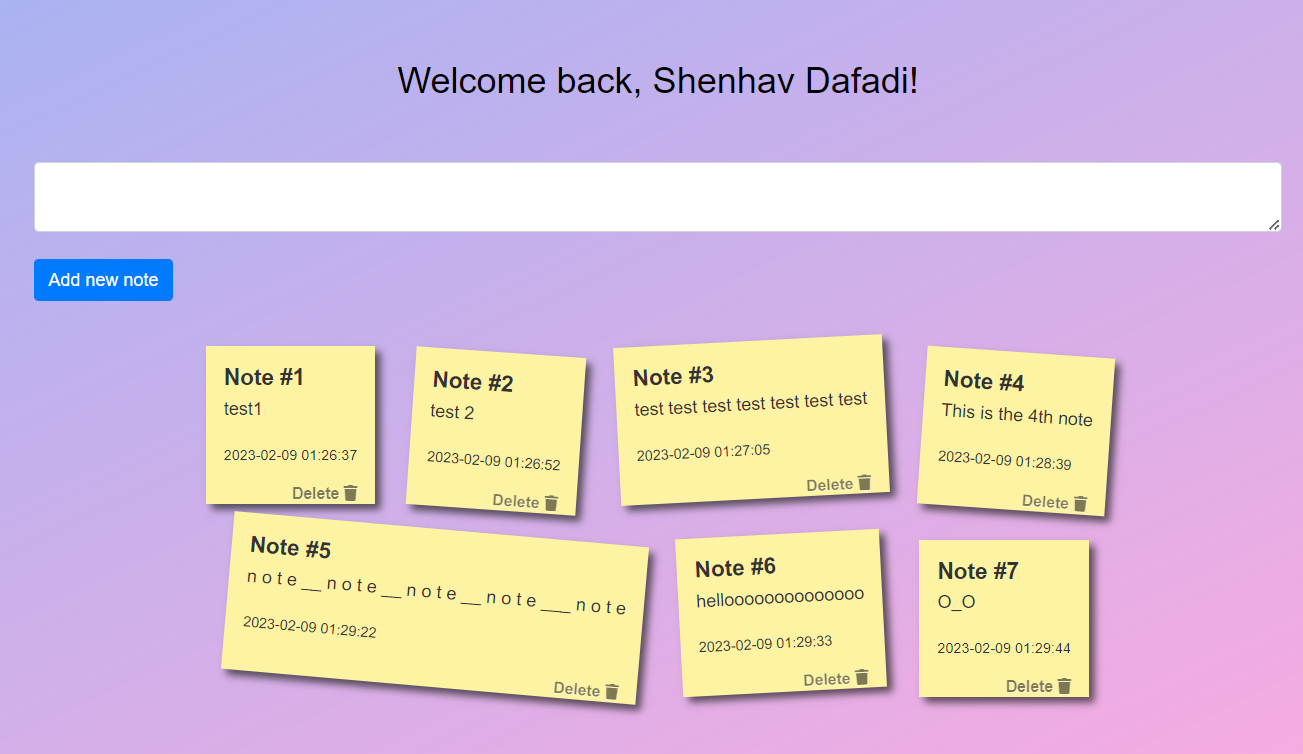 Welcome back, Shenhav Dafadi!
Add new note
Note #1
test1
2023-02-09 01:26:37
Delete
Note #2
test 2
2023-02-09 01:26:52
Delete
Note #3
test test test test test test test
2023-02-09 01:27:05
Delete
Note #4
This is the 4th note
2023-02-09 01:28:39
Delete
Note #5
n o t e __ n o t e __ n o t e __ n o t e ___ n o t e
2023-02-09 01:29:22
Delete
Note #6
helloooooooooooooo
2023-02-09 01:29:33
Delete
Note #7
O_O
2023-02-09 01:29:44
Delete